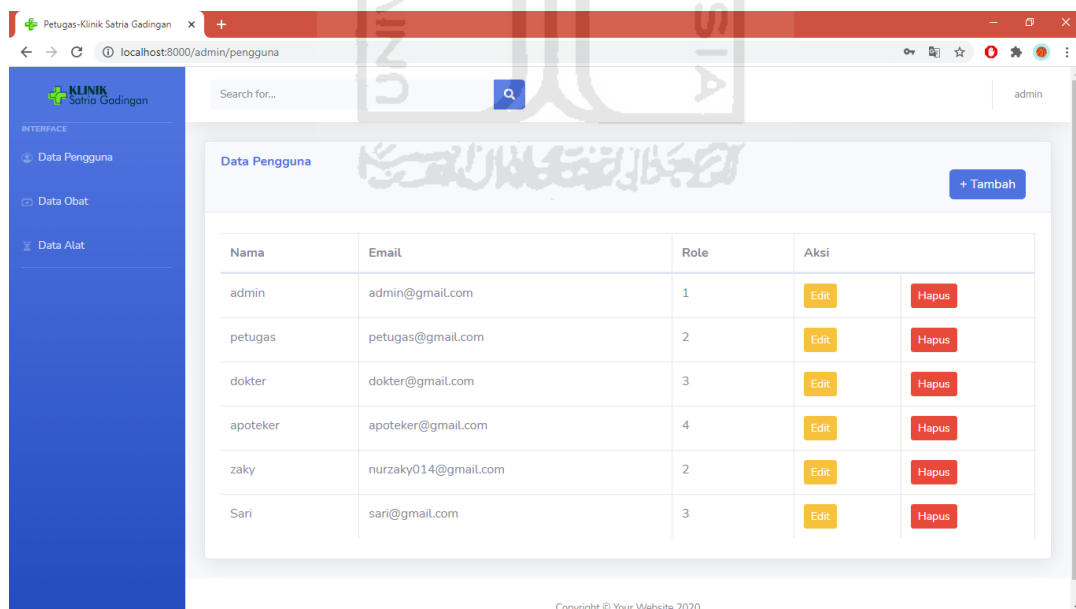 Petugas-Klinik Satria Gadingan
localhost:8000/admin/pengguna
KLINIK
Satria Gadingan
Search for...
admin
INTERFACE
Data Pengguna
Data Obat
Data Alat
Data Pengguna
+ Tambah
Nama Email Role Aksi
admin admin@gmail.com 1 Edit Hapus
petugas petugas@gmail.com 2 Edit Hapus
dokter dokter@gmail.com 3 Edit Hapus
apoteker apoteker@gmail.com 4 Edit Hapus
zaky nurzaky014@gmail.com 2 Edit Hapus
Sari sari@gmail.com 3 Edit Hapus
Copyright © Your Website 2020